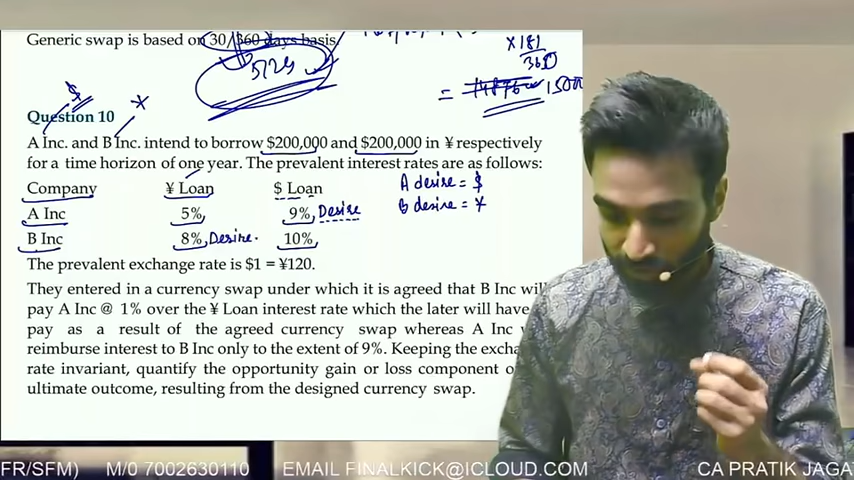 Generic swap is based on 30/360 days basis
5129
×181
360
= 14876 15000
$ *
Question 10
A Inc. and B Inc. intend to borrow $200,000 and $200,000 in ¥ respectively
for a time horizon of one year. The prevalent interest rates are as follows:
Company ¥ Loan $ Loan A desire = $
A Inc 5% 9% Desire B desire = ¥
B Inc 8% Desire. 10%
The prevalent exchange rate is $1 = ¥120.
They entered in a currency swap under which it is agreed that B Inc will
pay A Inc @ 1% over the ¥ Loan interest rate which the later will have
pay as a result of the agreed currency swap whereas A Inc
reimburse interest to B Inc only to the extent of 9%. Keeping the excha
rate invariant, quantify the opportunity gain or loss component o
ultimate outcome, resulting from the designed currency swap.
FR/SFM) M/0 7002630110 EMAIL FINALKICK@ICLOUD.COM CA PRATIK JAGA